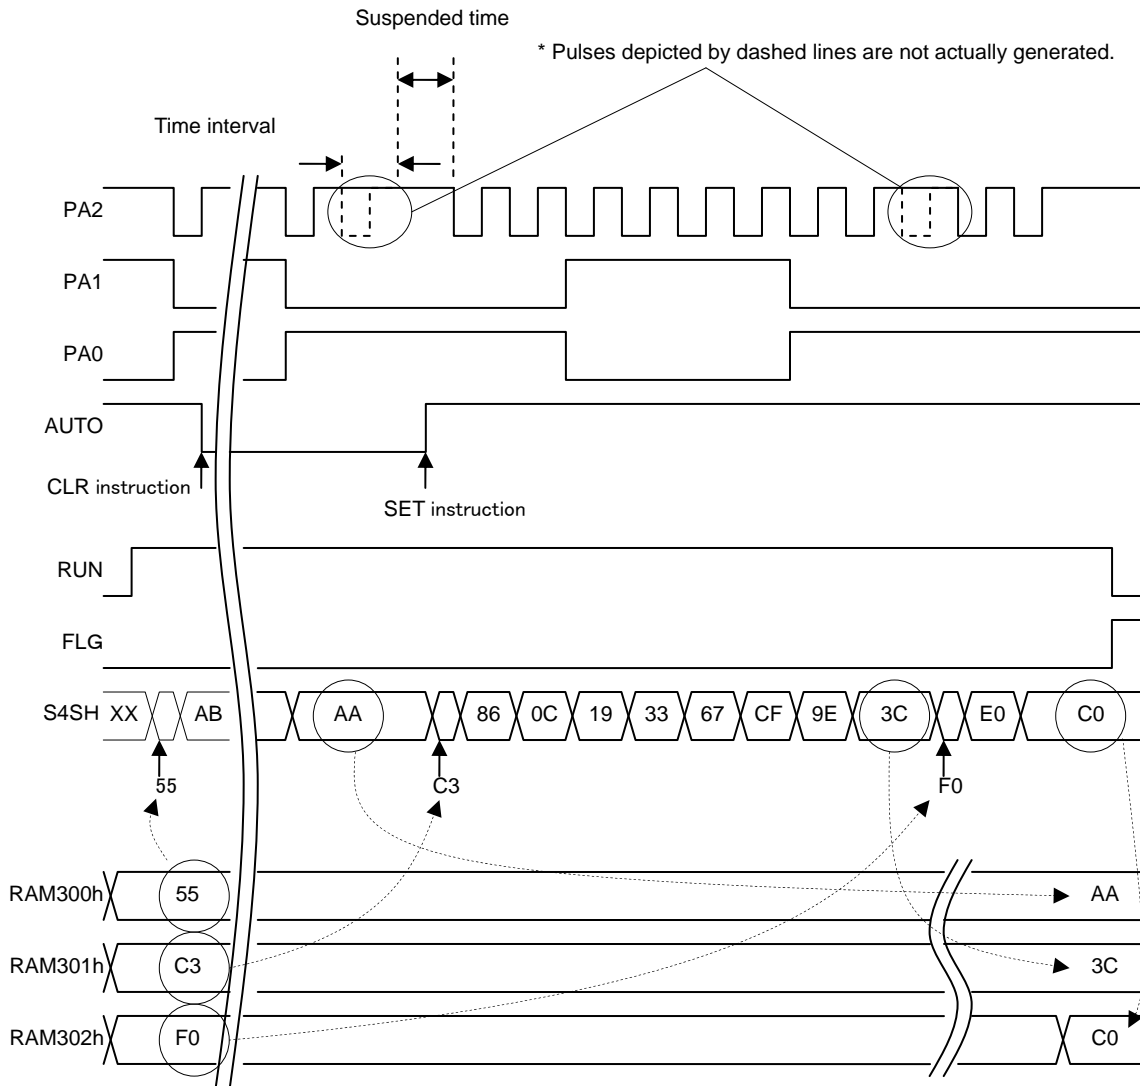 Suspended time
* Pulses depicted by dashed lines are not actually generated.
Time interval
PA2
PA1
PA0
AUTO
CLR instruction
SET instruction
RUN
FLG
S4SH XX AB AA 86 0C 19 33 67 CF 9E 3C E0 C0
55 C3 F0
RAM300h 55 AA
RAM301h C3 3C
RAM302h F0 C0